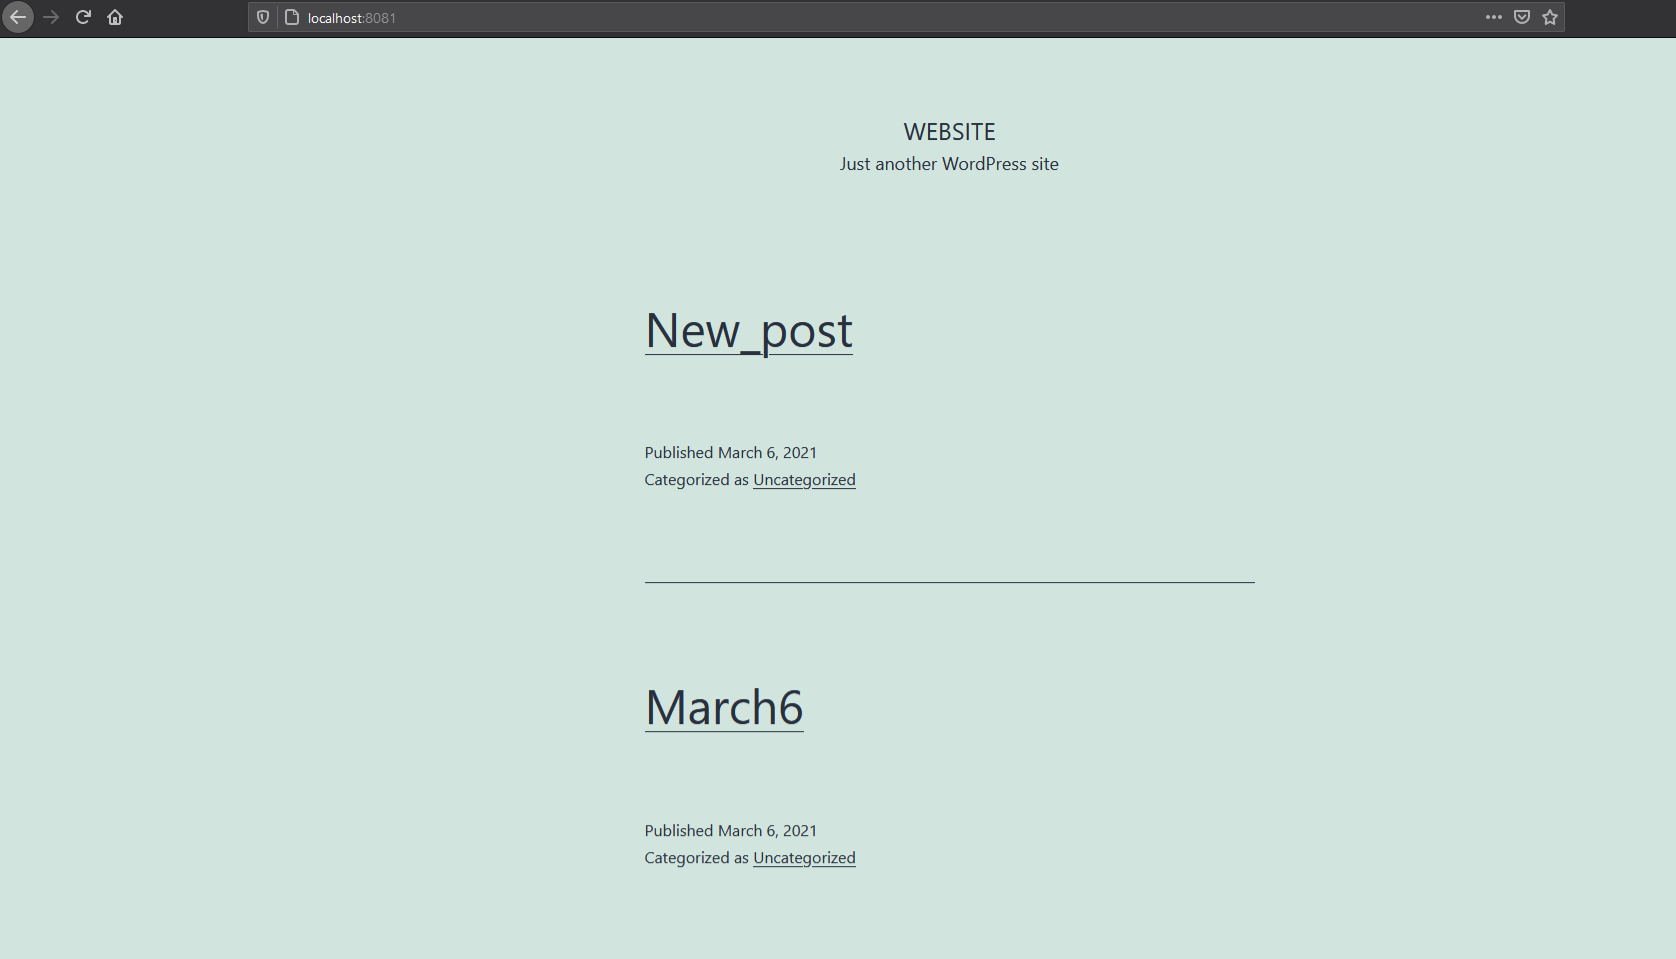 localhost:8081
WEBSITE
Just another WordPress site
New_post
Published March 6, 2021
Categorized as Uncategorized
March6
Published March 6, 2021
Categorized as Uncategorized